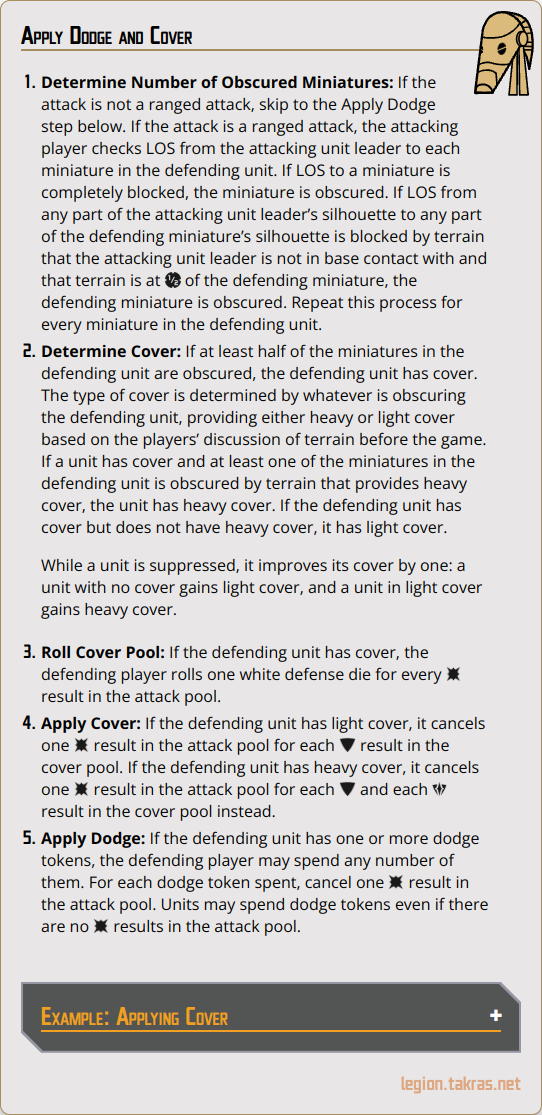 Apply Dodge and Cover
1. Determine Number of Obscured Miniatures: If the
attack is not a ranged attack, skip to the Apply Dodge
step below. If the attack is a ranged attack, the attacking
player checks LOS from the attacking unit leader to each
miniature in the defending unit. If LOS to a miniature is
completely blocked, the miniature is obscured. If LOS from
any part of the attacking unit leader's silhouette to any part
of the defending miniature's silhouette is blocked by terrain
that the attacking unit leader is not in base contact with and
that terrain is at ½ of the defending miniature, the
defending miniature is obscured. Repeat this process for
every miniature in the defending unit.
2. Determine Cover: If at least half of the miniatures in the
defending unit are obscured, the defending unit has cover.
The type of cover is determined by whatever is obscuring
the defending unit, providing either heavy or light cover
based on the players' discussion of terrain before the game.
If a unit has cover and at least one of the miniatures in the
defending unit is obscured by terrain that provides heavy
cover, the unit has heavy cover. If the defending unit has
cover but does not have heavy cover, it has light cover.
While a unit is suppressed, it improves its cover by one: a
unit with no cover gains light cover, and a unit in light cover
gains heavy cover.
3. Roll Cover Pool: If the defending unit has cover, the
defending player rolls one white defense die for every
result in the attack pool.
4. Apply Cover: If the defending unit has light cover, it cancels
one result in the attack pool for each result in the
cover pool. If the defending unit has heavy cover, it cancels
one result in the attack pool for each and each
result in the cover pool instead.
5. Apply Dodge: If the defending unit has one or more dodge
tokens, the defending player may spend any number of
them. For each dodge token spent, cancel one result in
the attack pool. Units may spend dodge tokens even if there
are no results in the attack pool.
Example: Applying Cover +
legion.takras.net